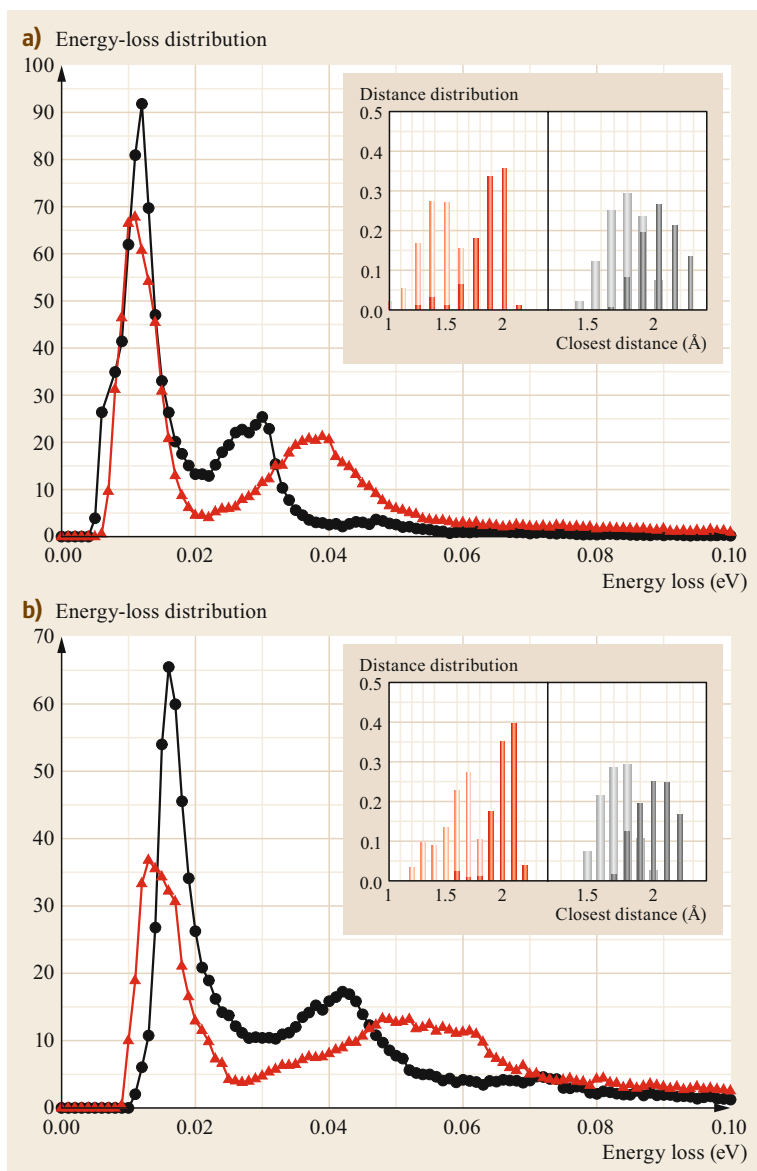 a) Energy-loss distribution
100
90
80
70
60
50
40
30
20
10
0
0.00 0.02 0.04 0.06 0.08 0.10
Energy loss (eV)
Distance distribution
0.5
0.4
0.3
0.2
0.1
0.0
1 1.5 2 1.5 2
Closest distance (Å)
b) Energy-loss distribution
70
60
50
40
30
20
10
0
0.00 0.02 0.04 0.06 0.08 0.10
Energy loss (eV)
Distance distribution
0.5
0.4
0.3
0.2
0.1
0.0
1 1.5 2 1.5 2
Closest distance (Å)